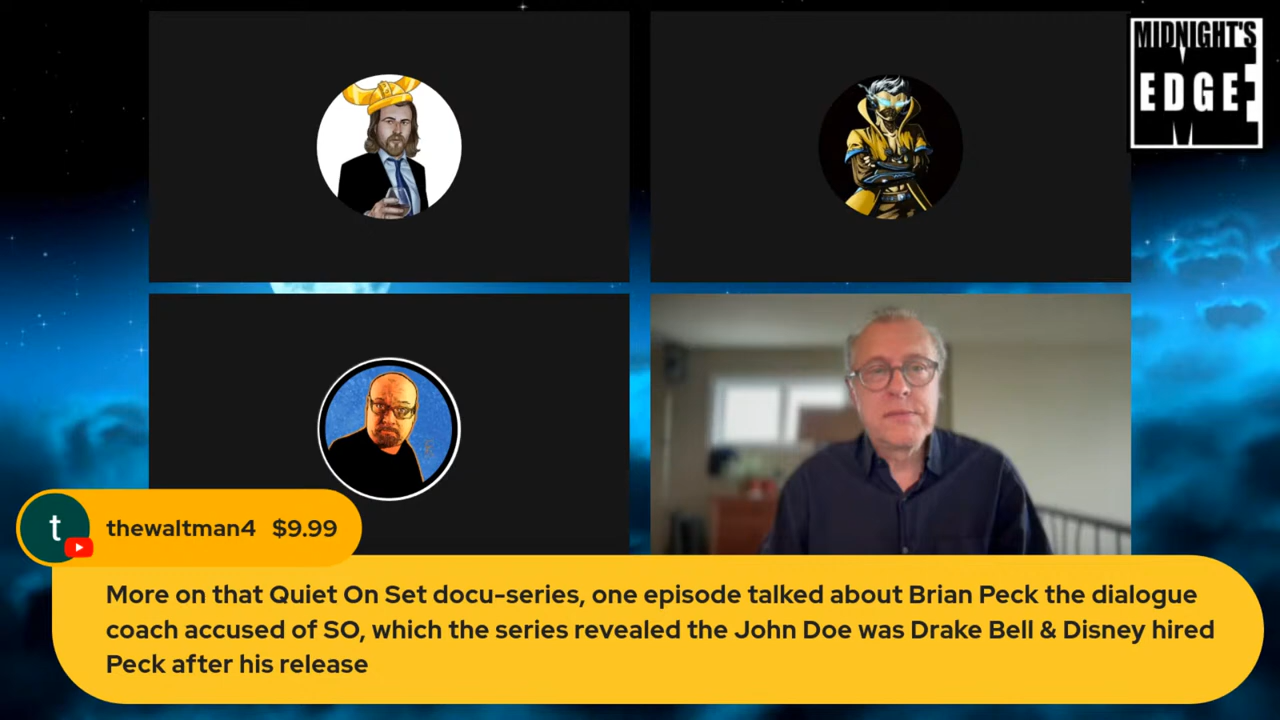 MIDNIGHT'S
EDGE
t
thewaltman4 $9.99
More on that Quiet On Set docu-series, one episode talked about Brian Peck the dialogue
coach accused of SO, which the series revealed the John Doe was Drake Bell & Disney hired
Peck after his release